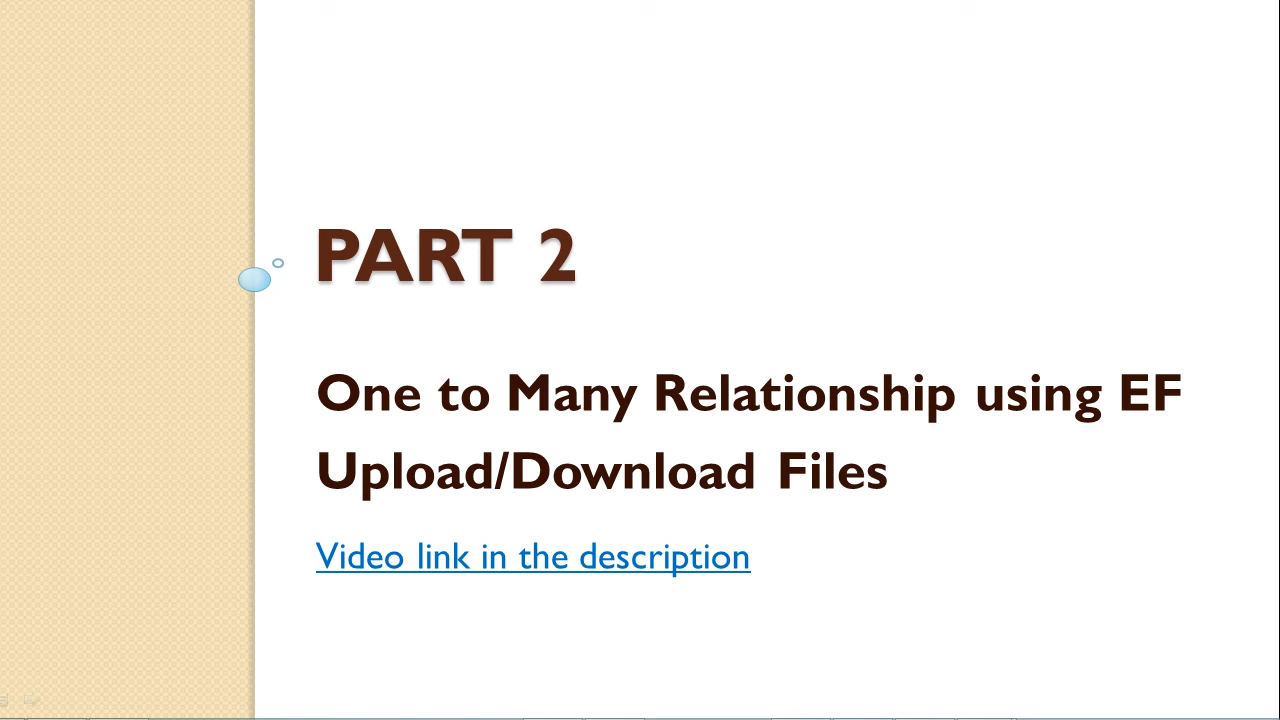 PART 2
One to Many Relationship using EF
Upload/Download Files
Video link in the description